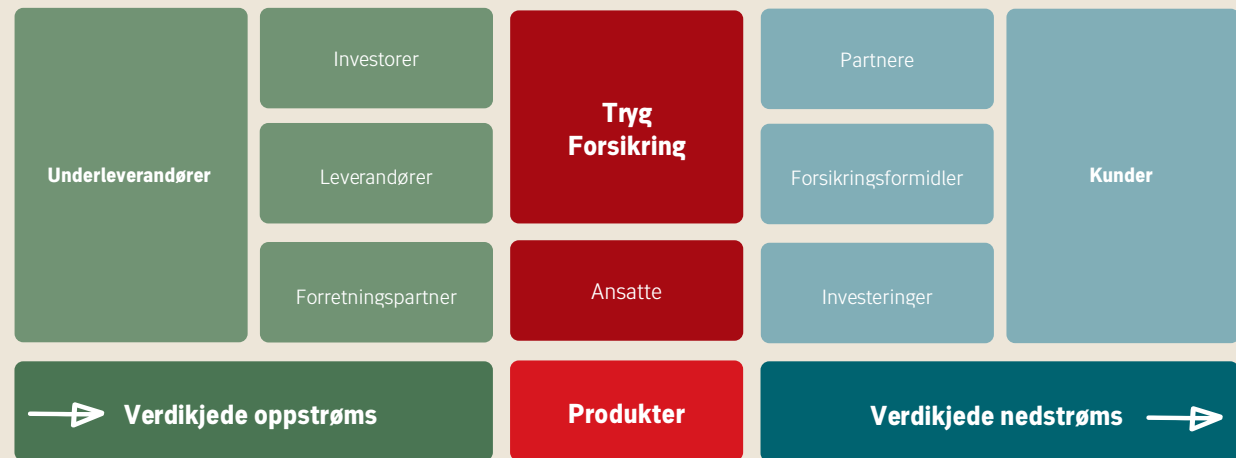 Underleverandører
Investorer
Leverandører
Forretningspartner
Tryg
Forsikring
Ansatte
Partnere
Forsikringsformidler
Investeringer
Kunder
Verdikjede oppstrøms
Produkter
Verdikjede nedstrøms